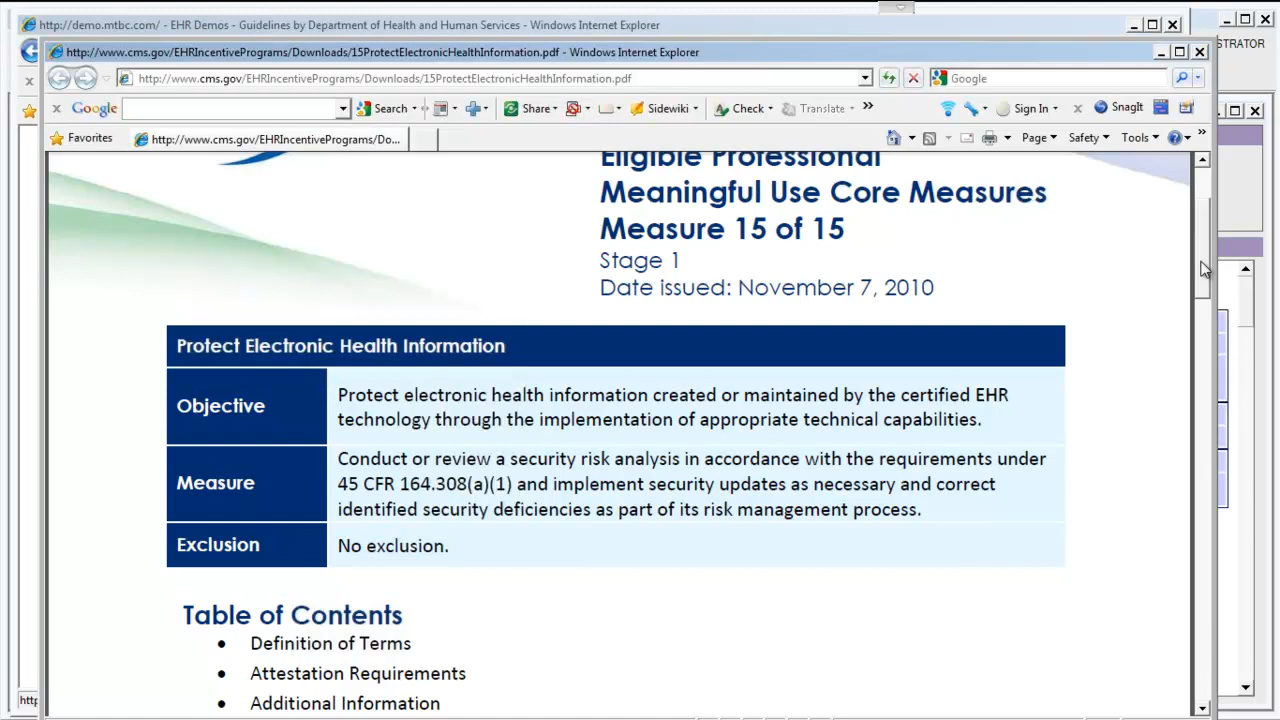 http://demo.mtbc.com/ - EHR Demos - Guidelines by Department of Health and Human Services - Windows Internet Explorer
http://www.cms.gov/EHRIncentivePrograms/Downloads/15ProtectElectronicHealthInformation.pdf - Windows Internet Explorer
STRATOR
http://www.cms.gov/EHRIncentivePrograms/Downloads/15ProtectElectronicHealthInformation.pdf
Google
Google Search Share Sidewiki Check Translate » Sign In SnagIt
Favorites http://www.cms.gov/EHRIncentivePrograms/Do... Page Safety Tools »
Eligible Professional
Meaningful Use Core Measures
Measure 15 of 15
Stage 1
Date issued: November 7, 2010
Protect Electronic Health Information
Objective
Protect electronic health information created or maintained by the certified EHR
technology through the implementation of appropriate technical capabilities.
Measure
Conduct or review a security risk analysis in accordance with the requirements under
45 CFR 164.308(a)(1) and implement security updates as necessary and correct
identified security deficiencies as part of its risk management process.
Exclusion
No exclusion.
Table of Contents
• Definition of Terms
• Attestation Requirements
• Additional Information
http